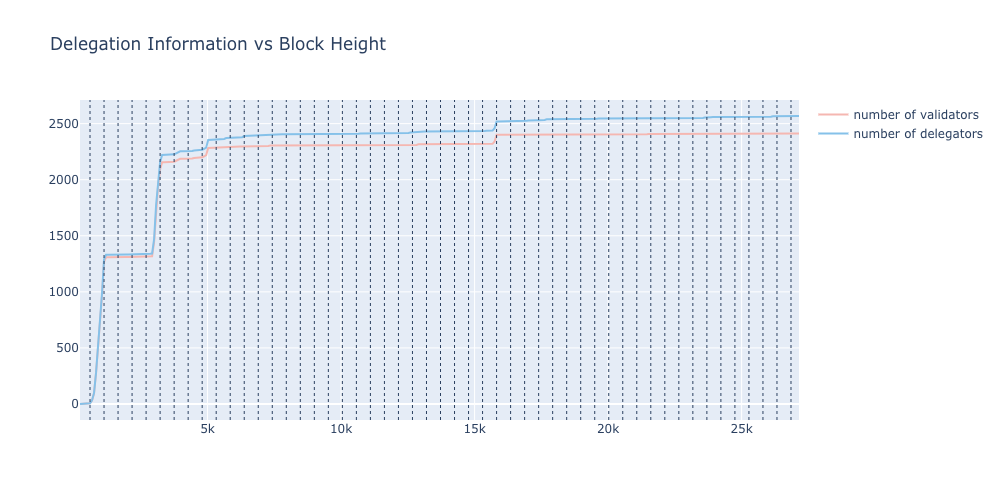 Delegation Information vs Block Height
2500
2000
1500
1000
500
0
5k
10k
15k
20k
25k
number of validators
number of delegators